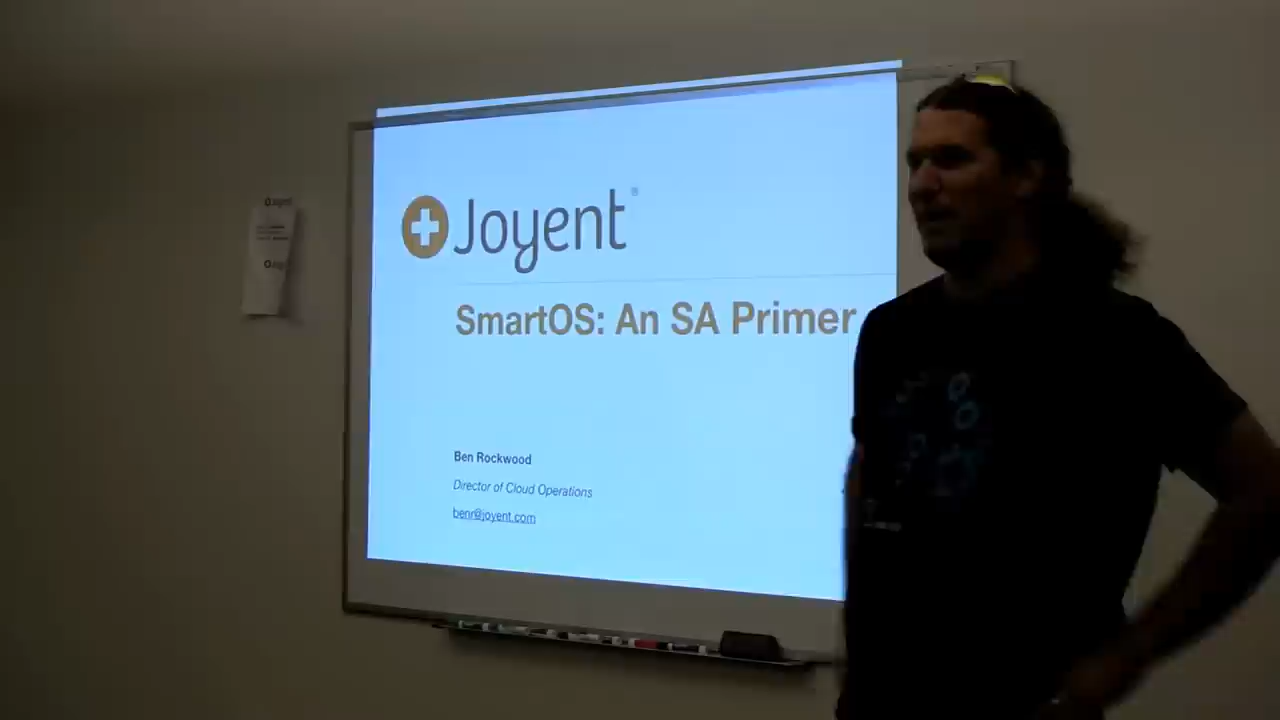 Joyent®
SmartOS: An SA Primer
Ben Rockwood
Director of Cloud Operations
benr@joyent.com